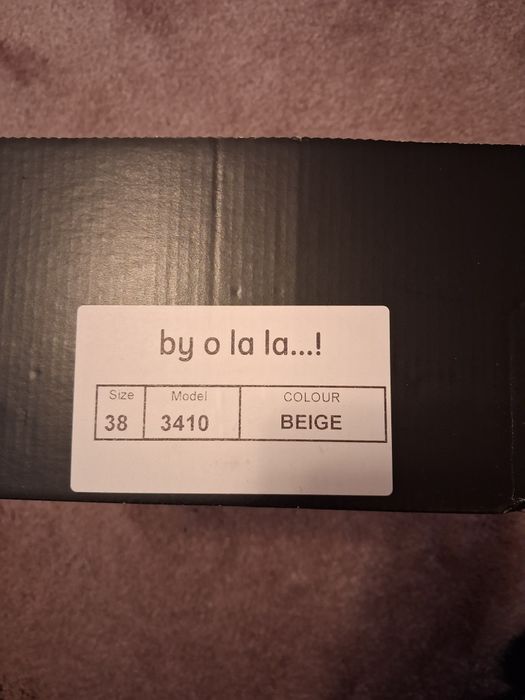 by o la la...!
Size Model COLOUR
38 3410 BEIGE